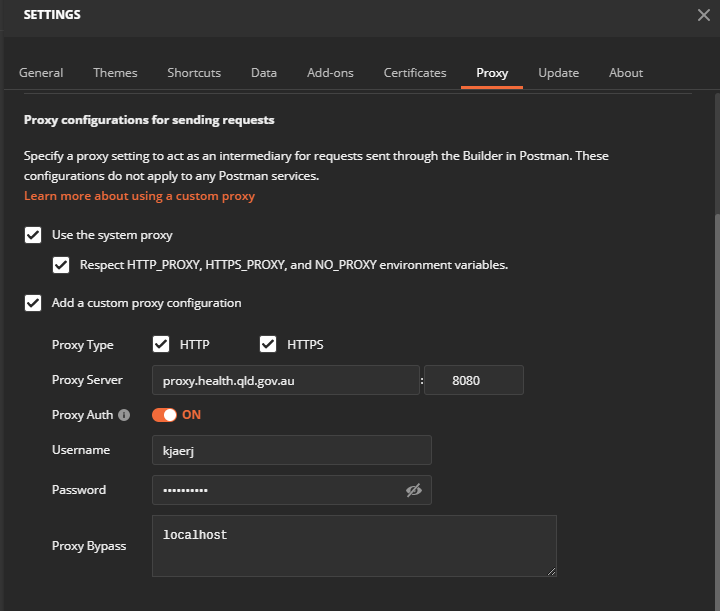 SETTINGS
General Themes Shortcuts Data Add-ons Certificates Proxy Update About
Proxy configurations for sending requests
Specify a proxy setting to act as an intermediary for requests sent through the Builder in Postman. These
configurations do not apply to any Postman services.
Learn more about using a custom proxy
Use the system proxy
Respect HTTP_PROXY, HTTPS_PROXY, and NO_PROXY environment variables.
Add a custom proxy configuration
Proxy Type HTTP HTTPS
Proxy Server proxy.health.qld.gov.au : 8080
Proxy Auth ON
Username kjaerj
Password ••••••••••
Proxy Bypass localhost